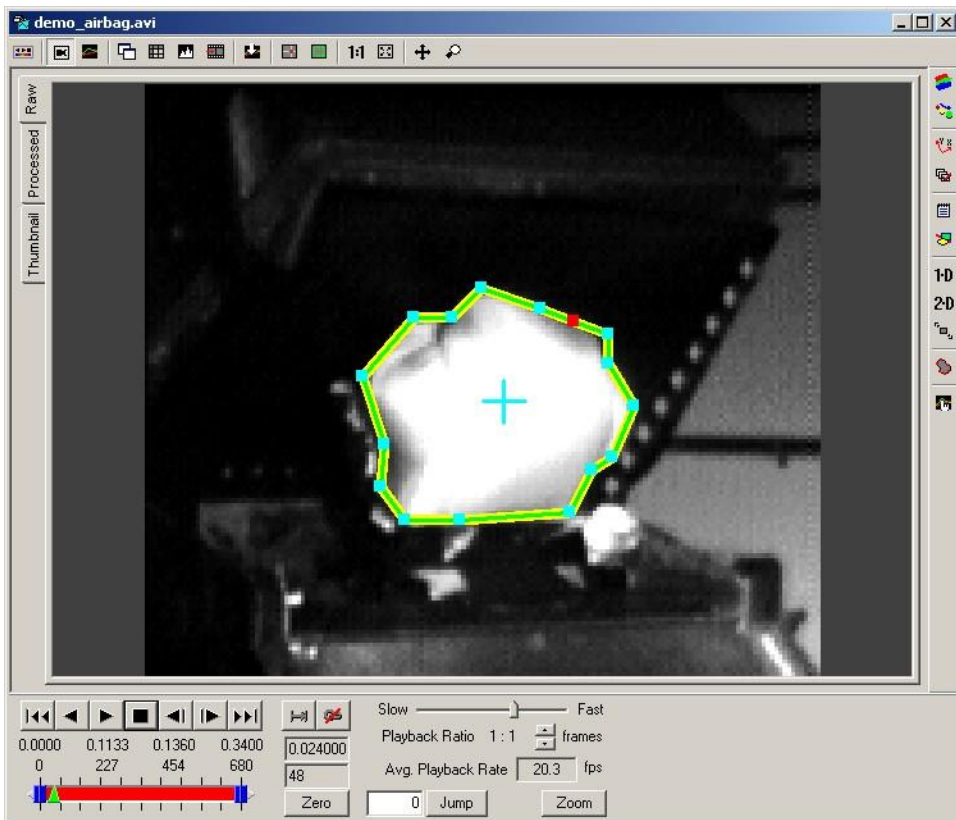 demo_airbag.avi
1:1
Raw
Processed
Thumbnail
1-D
2-D
Slow Fast
Playback Ratio 1 : 1 frames
0.0000 0.1133 0.1360 0.3400
0.024000
0 227 454 680
Avg. Playback Rate 20.3 fps
48
Zero 0 Jump Zoom